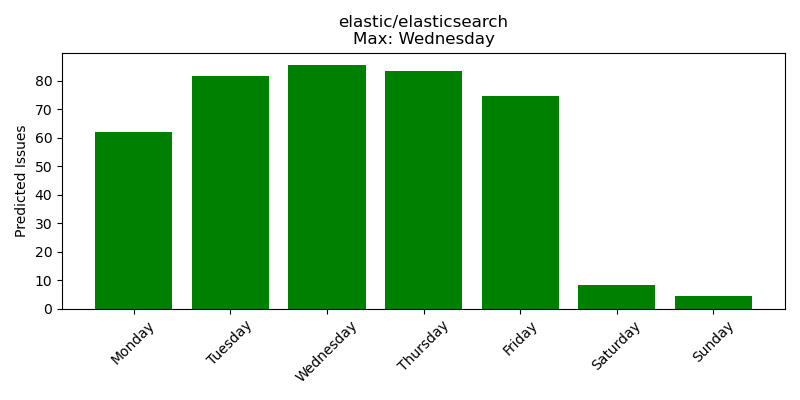 elastic/elasticsearch
Max: Wednesday
Predicted Issues
80
70
60
50
40
30
20
10
0
Monday
Tuesday
Wednesday
Thursday
Friday
Saturday
Sunday